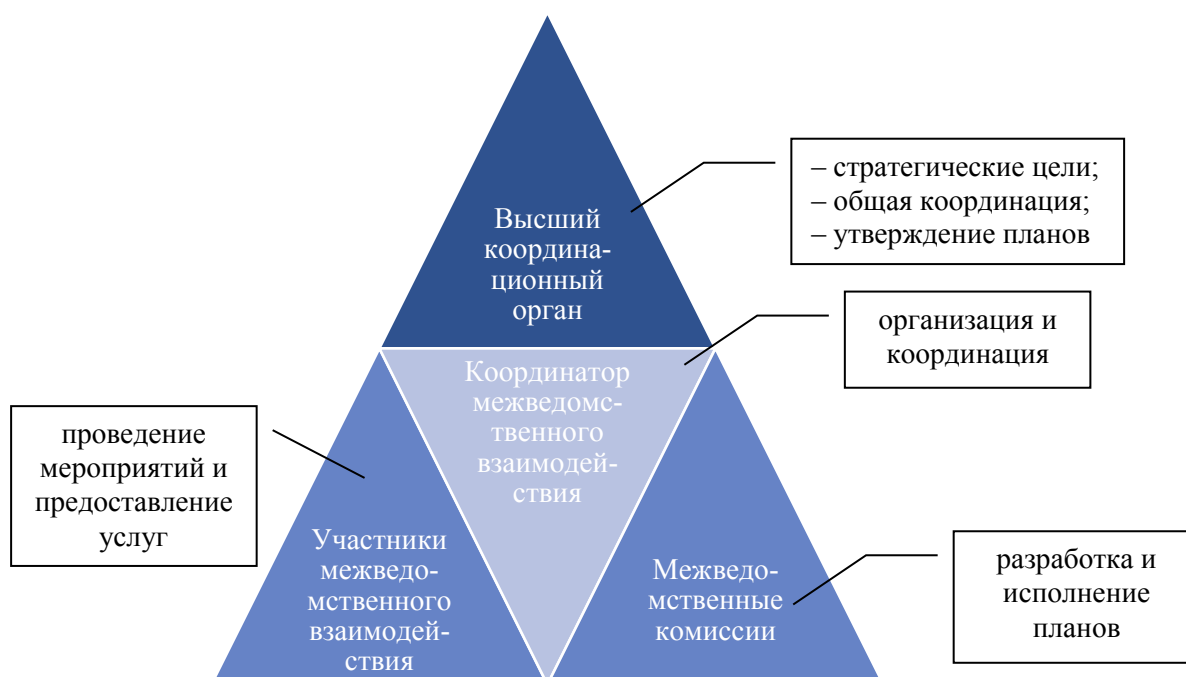 Высший
координа-
ционный
орган
– стратегические цели;
– общая координация;
– утверждение планов
Координатор
межведомс-
твенного
взаимодей-
ствия
организация и
координация
проведение
мероприятий и
предоставление
услуг
Участники
межведо-
мственного
взаимодей-
ствия
Межведо-
мственные
комиссии
разработка и
исполнение
планов